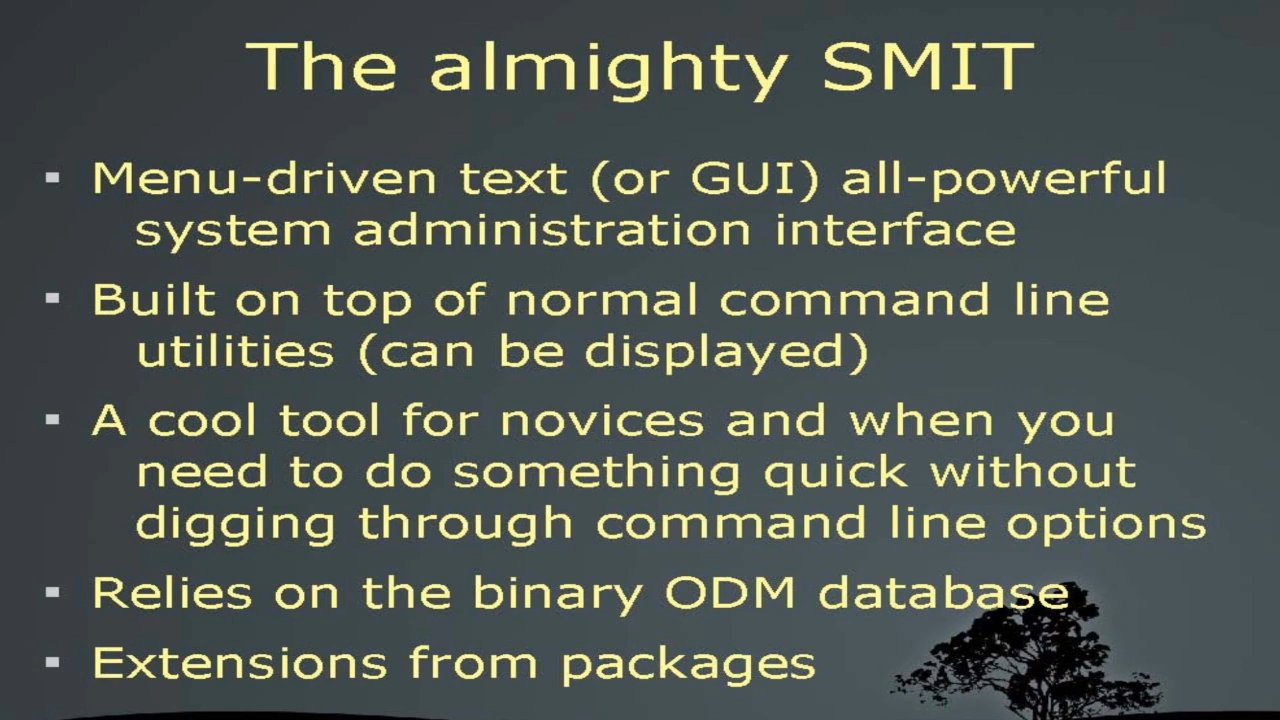 The almighty SMIT
▪ Menu-driven text (or GUI) all-powerful
system administration interface
▪ Built on top of normal command line
utilities (can be displayed)
▪ A cool tool for novices and when you
need to do something quick without
digging through command line options
▪ Relies on the binary ODM database
▪ Extensions from packages